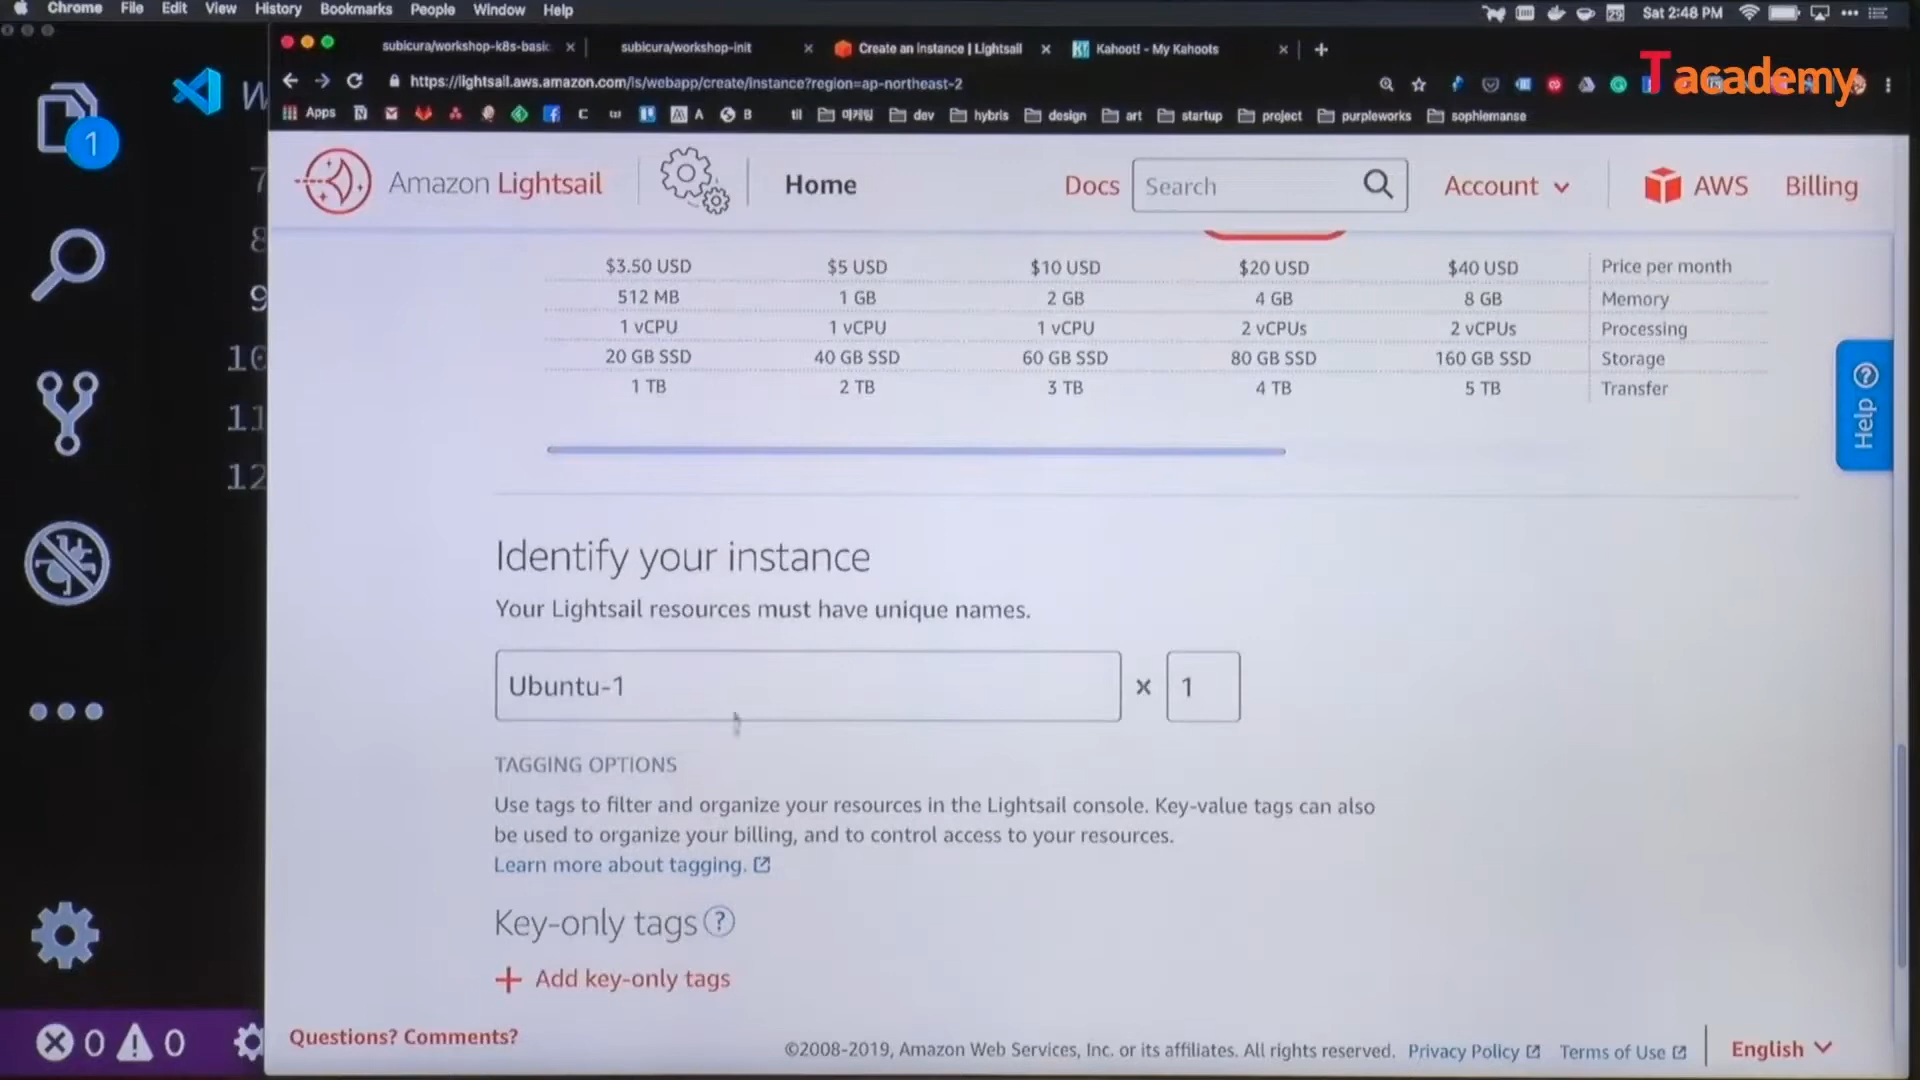 Chrome File Edit View History Bookmarks People Window Help Sat 2:48 PM
subicura/workshop-k8s-basic subicura/workshop-init Create an instance | Lightsail Kahoot! - My Kahoots
https://lightsail.aws.amazon.com/ls/webapp/create/instance?region=ap-northeast-2
Tacademy
Apps A B til dev hybris design art startup project purpleworks sophiemanse
1
Amazon Lightsail Home Docs Search Account AWS Billing
7
8
9
10
11
12
$3.50 USD $5 USD $10 USD $20 USD $40 USD Price per month
512 MB 1 GB 2 GB 4 GB 8 GB Memory
1 vCPU 1 vCPU 1 vCPU 2 vCPUs 2 vCPUs Processing
20 GB SSD 40 GB SSD 60 GB SSD 80 GB SSD 160 GB SSD Storage
1 TB 2 TB 3 TB 4 TB 5 TB Transfer
Help
Identify your instance
Your Lightsail resources must have unique names.
Ubuntu-1 x 1
TAGGING OPTIONS
Use tags to filter and organize your resources in the Lightsail console. Key-value tags can also
be used to organize your billing, and to control access to your resources.
Learn more about tagging.
Key-only tags
+ Add key-only tags
0 0
Questions? Comments?
©2008-2019, Amazon Web Services, Inc. or its affiliates. All rights reserved. Privacy Policy Terms of Use English